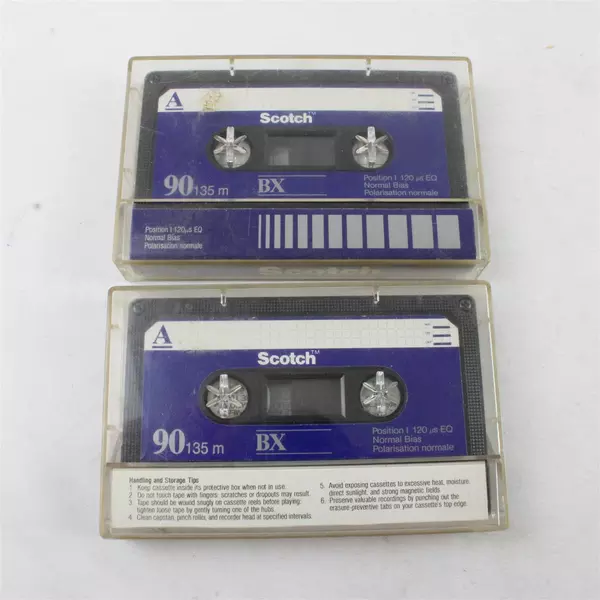 A
Scotch™
90 135 m
BX
Position I 120 µs EQ
Normal Bias
Polarisation normale
Position I 120µs EQ
Normal Bias
Polarisation normale
Scotch
A
Scotch™
90 135 m
BX
Position I 120 µs EQ
Normal Bias
Polarisation normale
Handling and Storage Tips
1. Keep cassette inside its protective box when not in use.
2. Do not touch tape with fingers: scratches or dropouts may result.
3. Tape should be wound snugly on cassette reels before playing:
tighten loose tape by gently turning one of the hubs.
4. Clean capstan, pinch rollo, and recorder head at specified intervals.
5. Avoid exposing cassettes to excessive heat, moisture,
direct sunlight, and strong magnetic fields
6. Preserve valuable recordings by punching out the
erasure-preventive tabs on your cassette's top edge